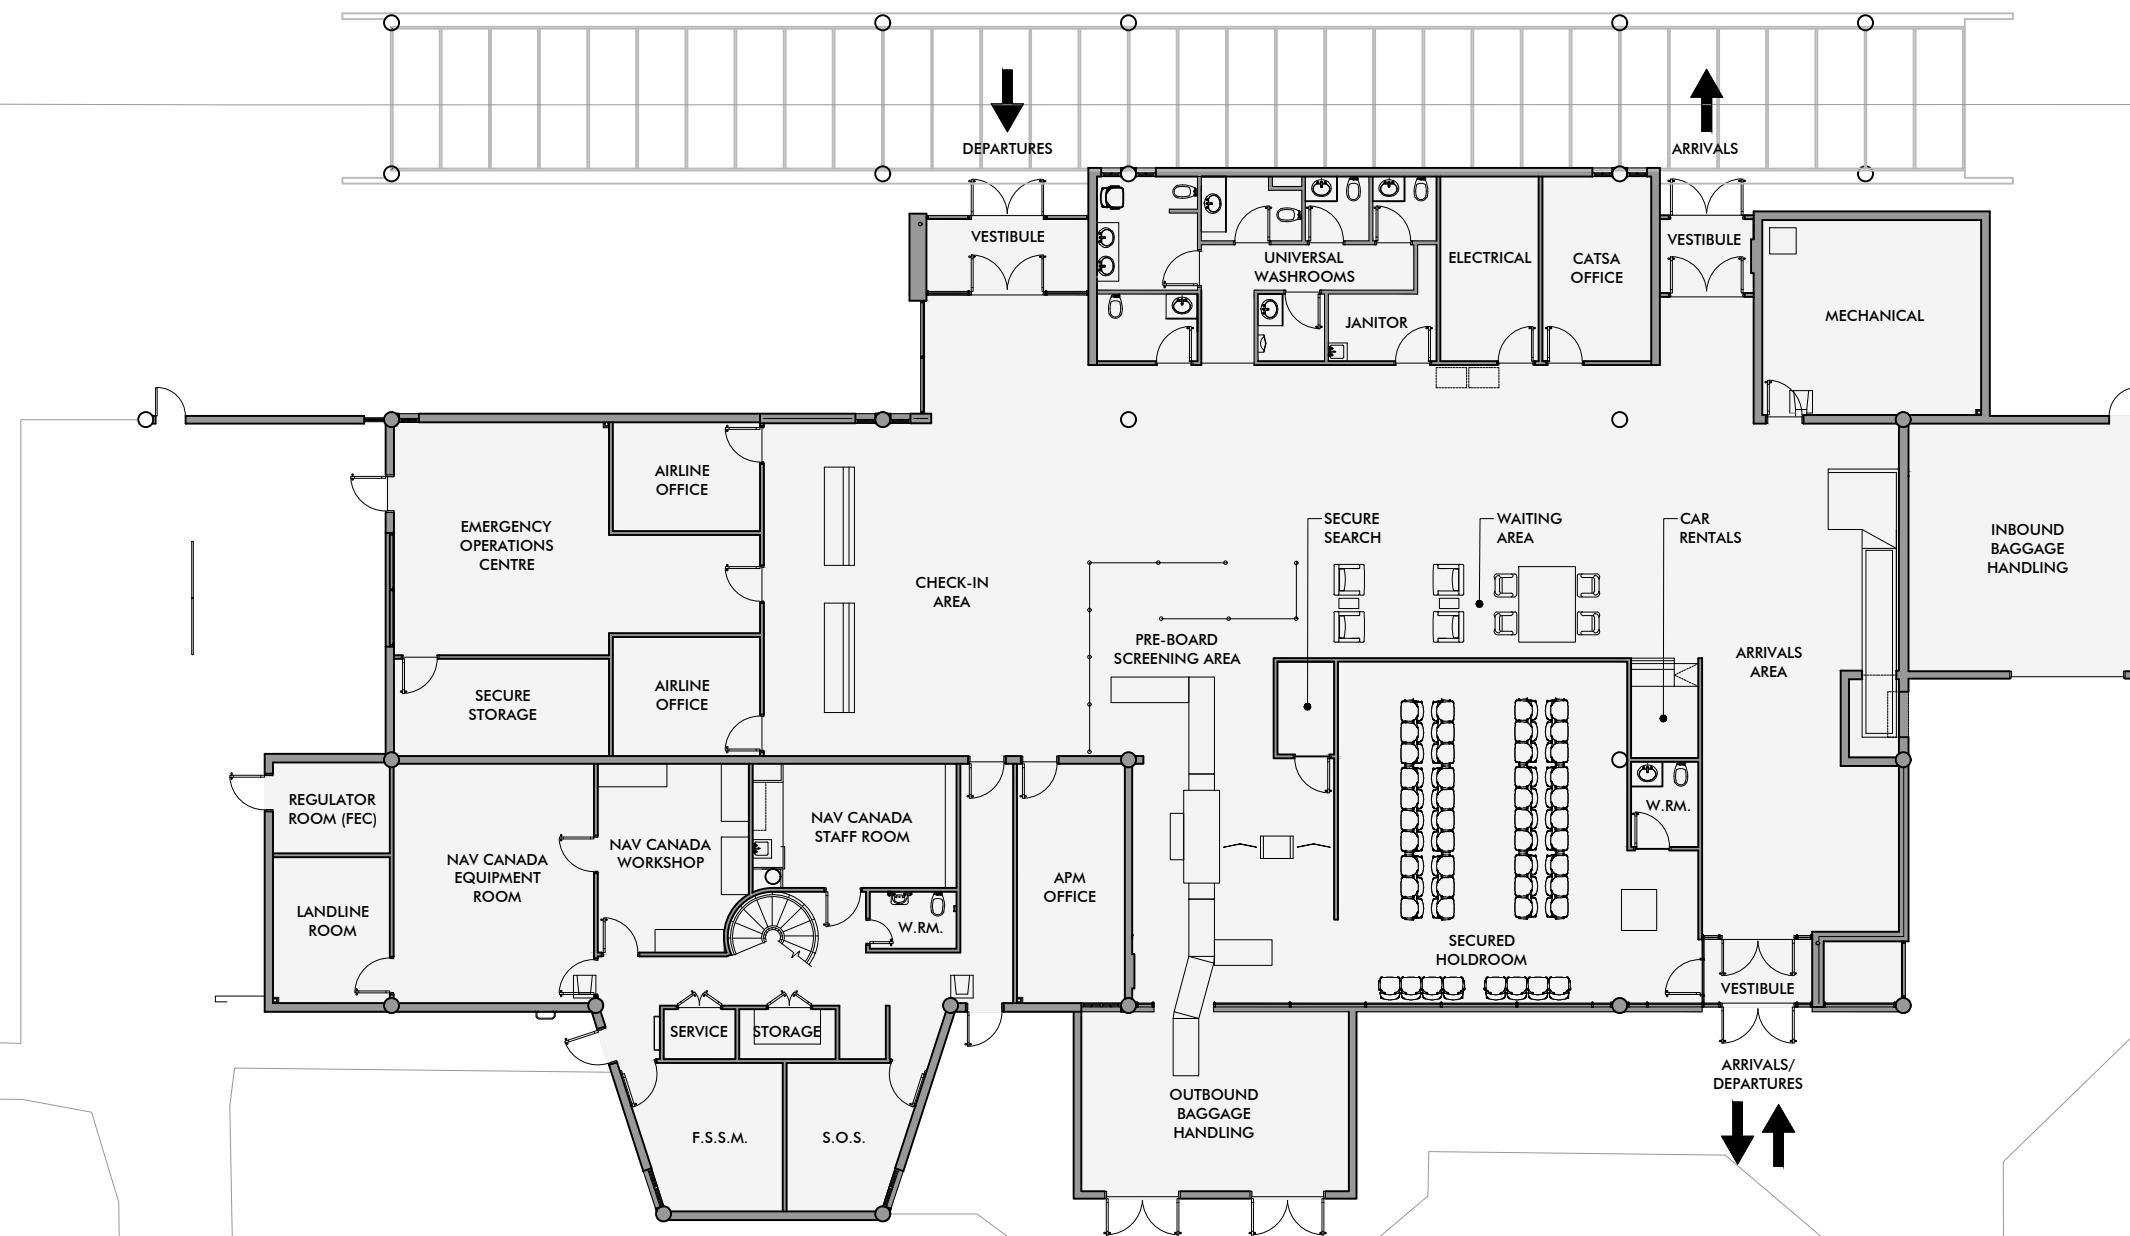 DEPARTURES
ARRIVALS
VESTIBULE
VESTIBULE
UNIVERSAL
WASHROOMS
ELECTRICAL
CATSA
OFFICE
JANITOR
MECHANICAL
AIRLINE
OFFICE
EMERGENCY
OPERATIONS
CENTRE
SECURE
SEARCH
WAITING
AREA
CAR
RENTALS
INBOUND
BAGGAGE
HANDLING
CHECK-IN
AREA
PRE-BOARD
SCREENING AREA
ARRIVALS
AREA
SECURE
STORAGE
AIRLINE
OFFICE
REGULATOR
ROOM (FEC)
NAV CANADA
EQUIPMENT
ROOM
NAV CANADA
WORKSHOP
NAV CANADA
STAFF ROOM
W.RM.
APM
OFFICE
LANDLINE
ROOM
W.RM.
SECURED
HOLDROOM
VESTIBULE
SERVICE
STORAGE
ARRIVALS/
DEPARTURES
OUTBOUND
BAGGAGE
HANDLING
F.S.S.M.
S.O.S.